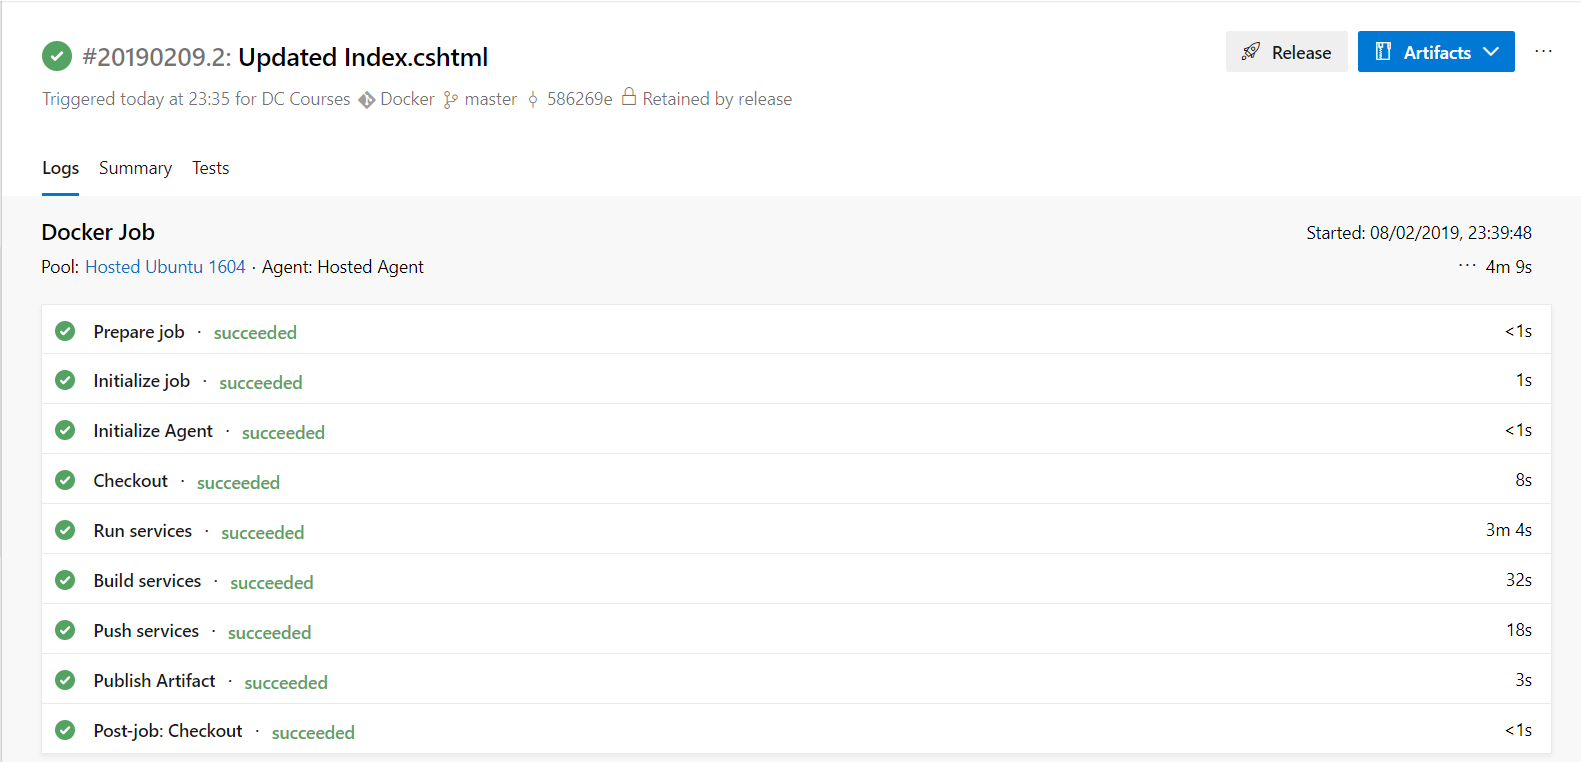 #20190209.2: Updated Index.cshtml
Release
Artifacts
Triggered today at 23:35 for DC Courses Docker master 586269e Retained by release
Logs Summary Tests
Docker Job
Started: 08/02/2019, 23:39:48
Pool: Hosted Ubuntu 1604 · Agent: Hosted Agent
··· 4m 9s
Prepare job · succeeded <1s
Initialize job · succeeded 1s
Initialize Agent · succeeded <1s
Checkout · succeeded 8s
Run services · succeeded 3m 4s
Build services · succeeded 32s
Push services · succeeded 18s
Publish Artifact · succeeded 3s
Post-job: Checkout · succeeded <1s